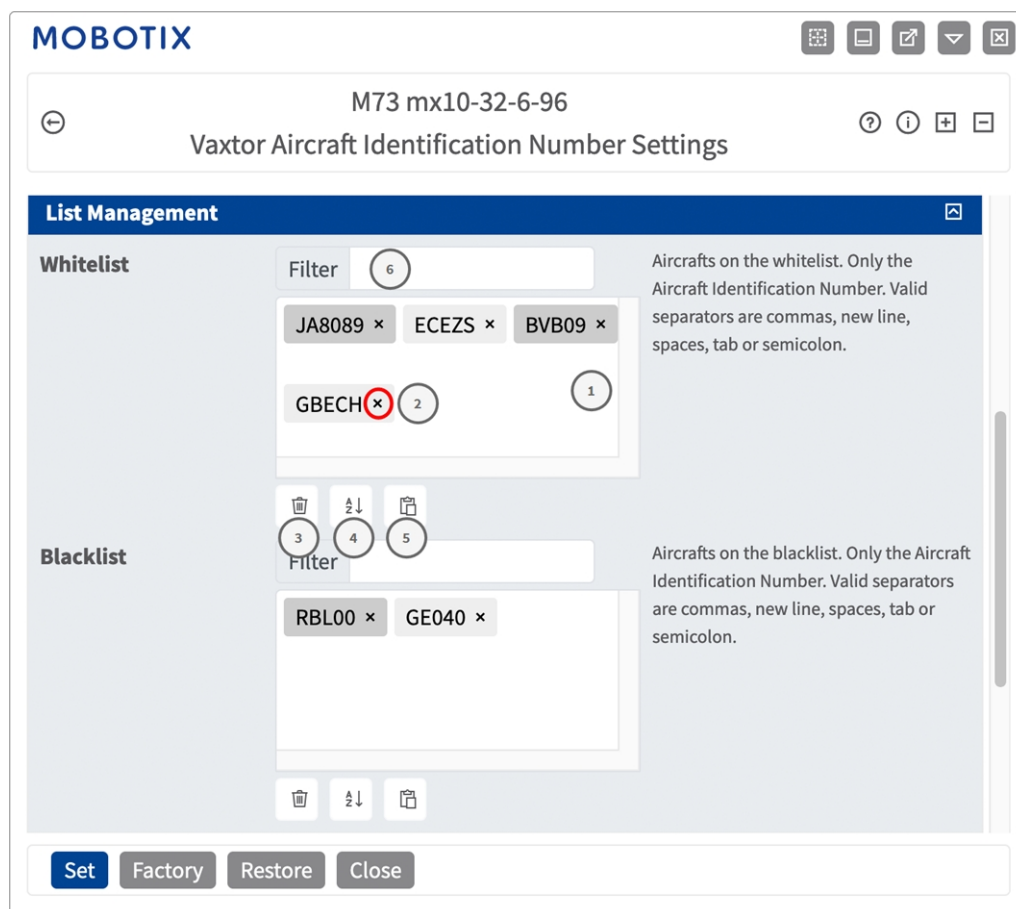 MOBOTIX
M73 mx10-32-6-96
Vaxtor Aircraft Identification Number Settings
List Management
Whitelist
Filter
6
Aircrafts on the whitelist. Only the
Aircraft Identification Number. Valid
separators are commas, new line,
spaces, tab or semicolon.
JA8089 × ECEZS × BVB09 ×
1
GBECH × 2
3 4 5
Blacklist
Filter
Aircrafts on the blacklist. Only the Aircraft
Identification Number. Valid separators
are commas, new line, spaces, tab or
semicolon.
RBL00 × GE040 ×
Set Factory Restore Close